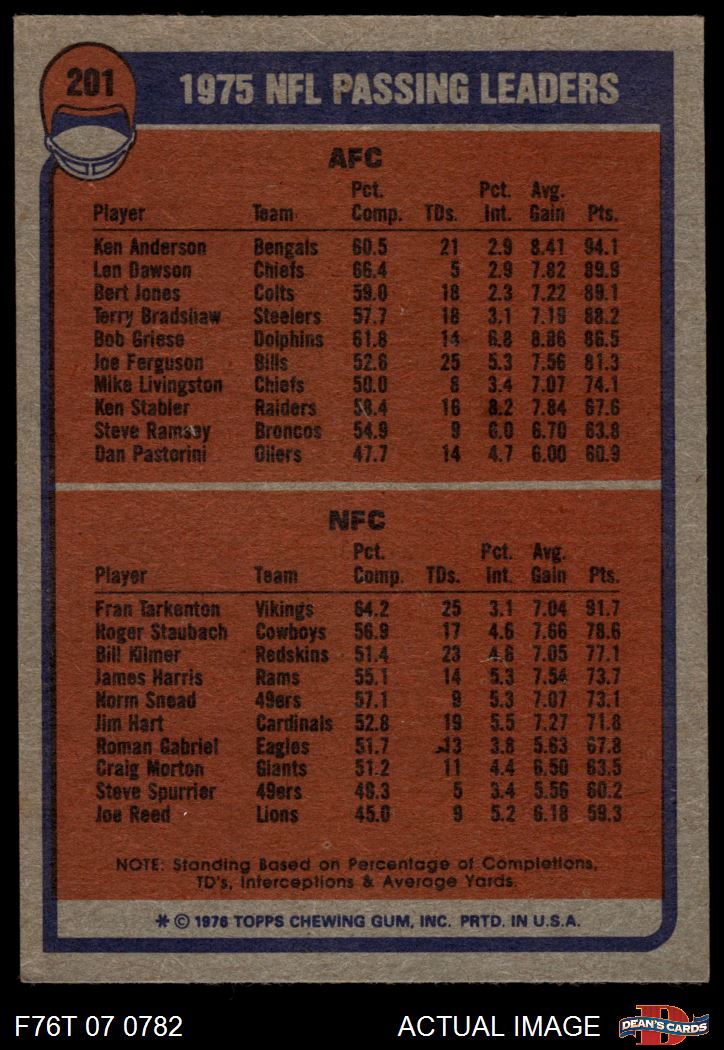 201
1975 NFL PASSING LEADERS
AFC
Pct. Pct. Avg.
Player Team Comp. TDs. Int. Gain Pts.
Ken Anderson Bengals 60.5 21 2.9 8.41 94.1
Len Dawson Chiefs 66.4 5 2.9 7.82 89.9
Bert Jones Colts 59.0 18 2.3 7.22 89.1
Terry Bradshaw Steelers 57.7 18 3.1 7.19 88.2
Bob Griese Dolphins 61.8 14 6.8 8.86 86.5
Joe Ferguson Bills 52.6 25 5.3 7.56 81.3
Mike Livingston Chiefs 50.0 8 3.4 7.07 74.1
Ken Stabler Raiders 58.4 16 8.2 7.84 67.6
Steve Ramsey Broncos 54.9 9 6.0 6.70 63.8
Dan Pastorini Oilers 47.7 14 4.7 6.00 60.9
NFC
Pct. Pct. Avg.
Player Team Comp. TDs. Int. Gain Pts.
Fran Tarkenton Vikings 64.2 25 3.1 7.04 91.7
Roger Staubach Cowboys 56.9 17 4.6 7.66 78.6
Bill Kilmer Redskins 51.4 23 4.6 7.05 77.1
James Harris Rams 55.1 14 5.3 7.54 73.7
Norm Snead 49ers 57.1 9 5.3 7.07 73.1
Jim Hart Cardinals 52.8 19 5.5 7.27 71.8
Roman Gabriel Eagles 51.7 13 3.8 5.63 67.8
Craig Morton Giants 51.2 11 4.4 6.50 63.5
Steve Spurrier 49ers 48.3 5 3.4 5.56 60.2
Joe Reed Lions 45.0 9 5.2 6.18 59.3
NOTE: Standing Based on Percentage of Completions,
TD's, Interceptions & Average Yards.
* © 1976 TOPPS CHEWING GUM, INC. PRTD. IN U.S.A.
F76T 07 0782 ACTUAL IMAGE
D
DEAN'S CARDS